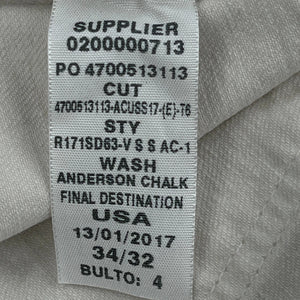 SUPPLIER
0200000713
PO 4700513113
CUT
4700513113-ACUSS17-(E)-T6
STY
R171SD63-V S S AC-1
WASH
ANDERSON CHALK
FINAL DESTINATION
USA
13/01/2017
34/32
BULTO: 4